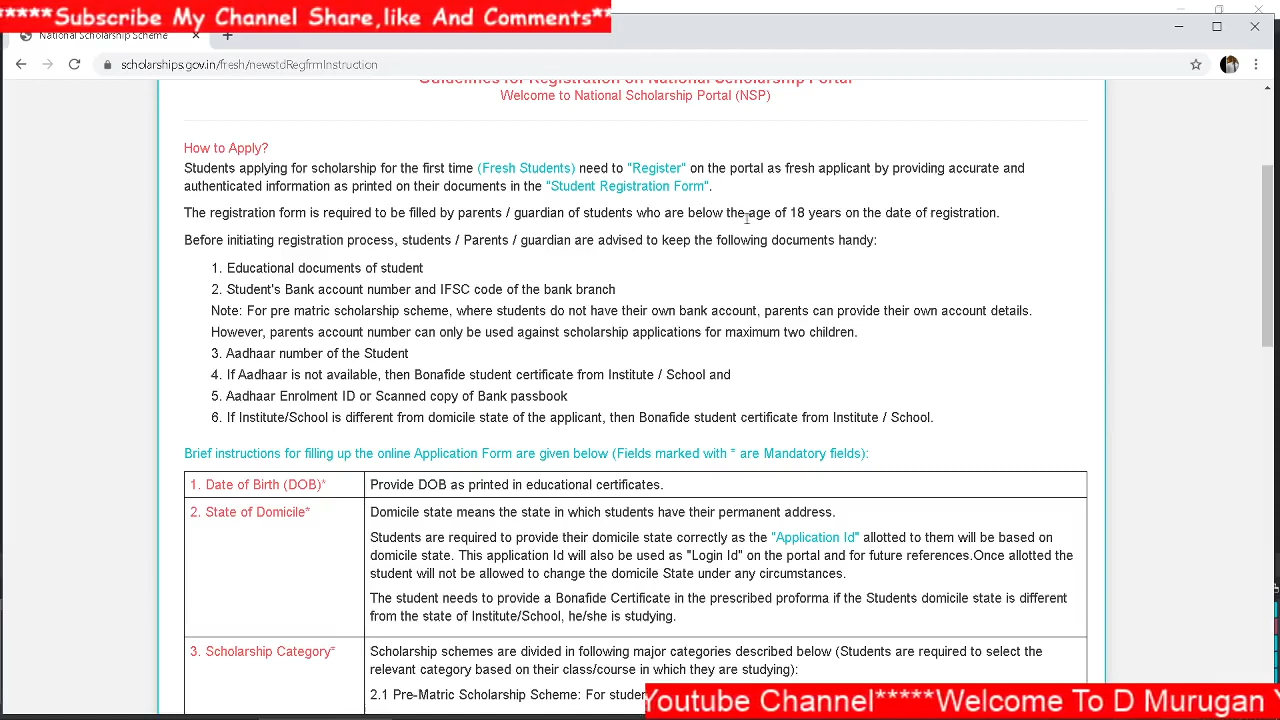 *****Subscribe My Channel Share,like And Comments**
National Scholarship Scheme
scholarships.gov.in/fresh/newstdRegfrmInstruction
Guidelines for Registration on National Scholarship Portal
Welcome to National Scholarship Portal (NSP)
How to Apply?
Students applying for scholarship for the first time (Fresh Students) need to "Register" on the portal as fresh applicant by providing accurate and
authenticated information as printed on their documents in the "Student Registration Form".
The registration form is required to be filled by parents / guardian of students who are below the age of 18 years on the date of registration.
Before initiating registration process, students / Parents / guardian are advised to keep the following documents handy:
1. Educational documents of student
2. Student's Bank account number and IFSC code of the bank branch
Note: For pre matric scholarship scheme, where students do not have their own bank account, parents can provide their own account details.
However, parents account number can only be used against scholarship applications for maximum two children.
3. Aadhaar number of the Student
4. If Aadhaar is not available, then Bonafide student certificate from Institute / School and
5. Aadhaar Enrolment ID or Scanned copy of Bank passbook
6. If Institute/School is different from domicile state of the applicant, then Bonafide student certificate from Institute / School.
Brief instructions for filling up the online Application Form are given below (Fields marked with * are Mandatory fields):
1. Date of Birth (DOB)* Provide DOB as printed in educational certificates.
2. State of Domicile* Domicile state means the state in which students have their permanent address.
Students are required to provide their domicile state correctly as the "Application Id" allotted to them will be based on
domicile state. This application Id will also be used as "Login Id" on the portal and for future references.Once allotted the
student will not be allowed to change the domicile State under any circumstances.
The student needs to provide a Bonafide Certificate in the prescribed proforma if the Students domicile state is different
from the state of Institute/School, he/she is studying.
3. Scholarship Category* Scholarship schemes are divided in following major categories described below (Students are required to select the
relevant category based on their class/course in which they are studying):
2.1 Pre-Matric Scholarship Scheme: For studen
Youtube Channel*****Welcome To D Murugan Y